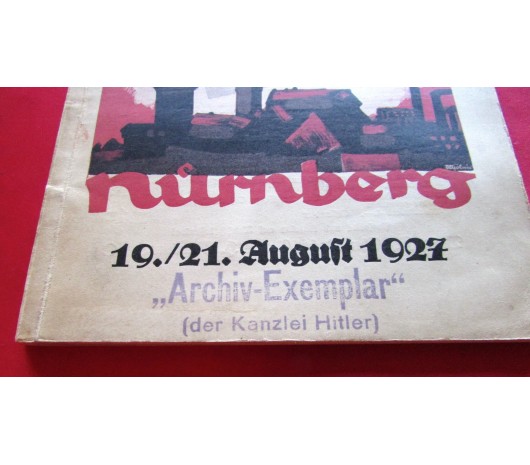 nürnberg
19./21. August 1927
„Archiv-Exemplar“
(der Kanzlei Hitler)